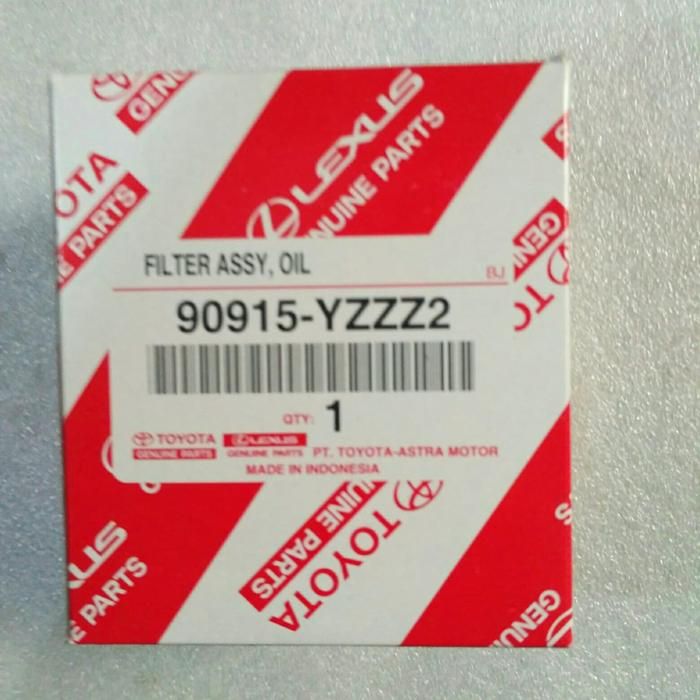 TOYOTA
GENUINE PARTS
LEXUS
GENUINE PARTS
FILTER ASSY, OIL
BJ
90915-YZZZ2
QTY: 1
TOYOTA
GENUINE PARTS
LEXUS
GENUINE PARTS
PT. TOYOTA-ASTRA MOTOR
MADE IN INDONESIA
TOYOTA
GENUINE PARTS
LEXUS
GENUINE PARTS